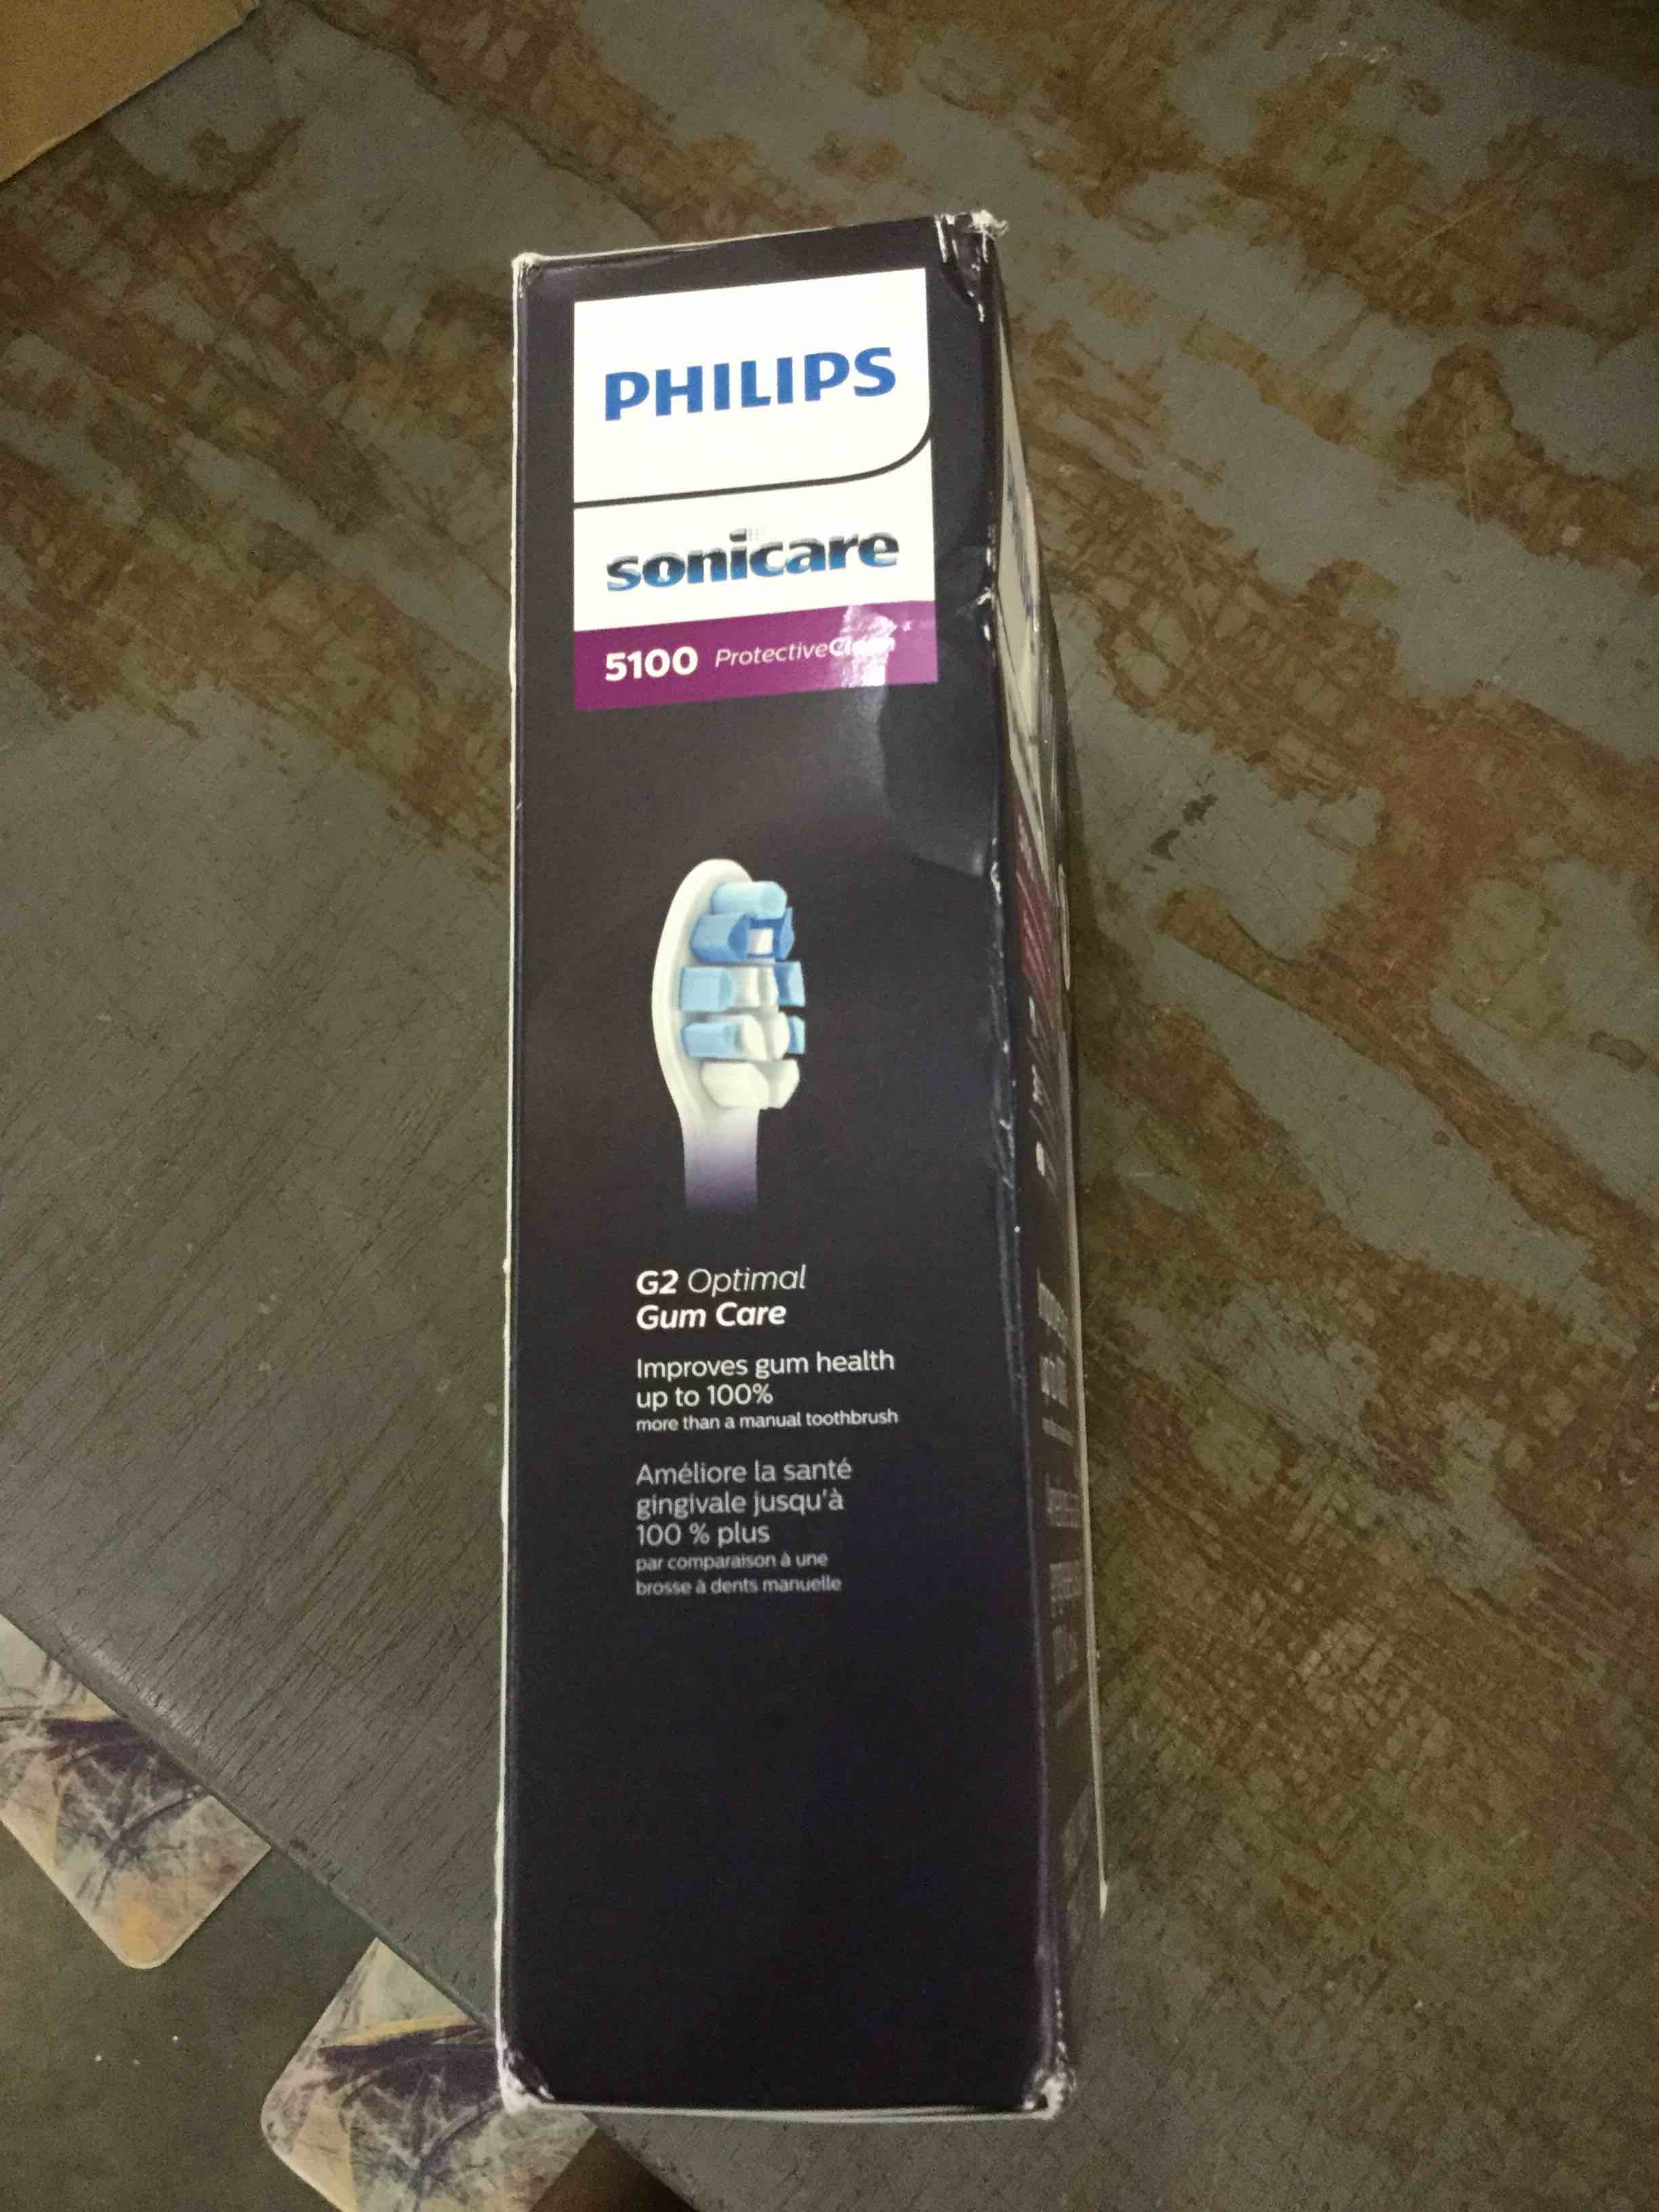 PHILIPS
sonicare
5100 ProtectiveClean
G2 Optimal
Gum Care
Improves gum health
up to 100%
more than a manual toothbrush
Améliore la santé
gingivale jusqu'à
100 % plus
par comparaison à une
brosse à dents manuelle